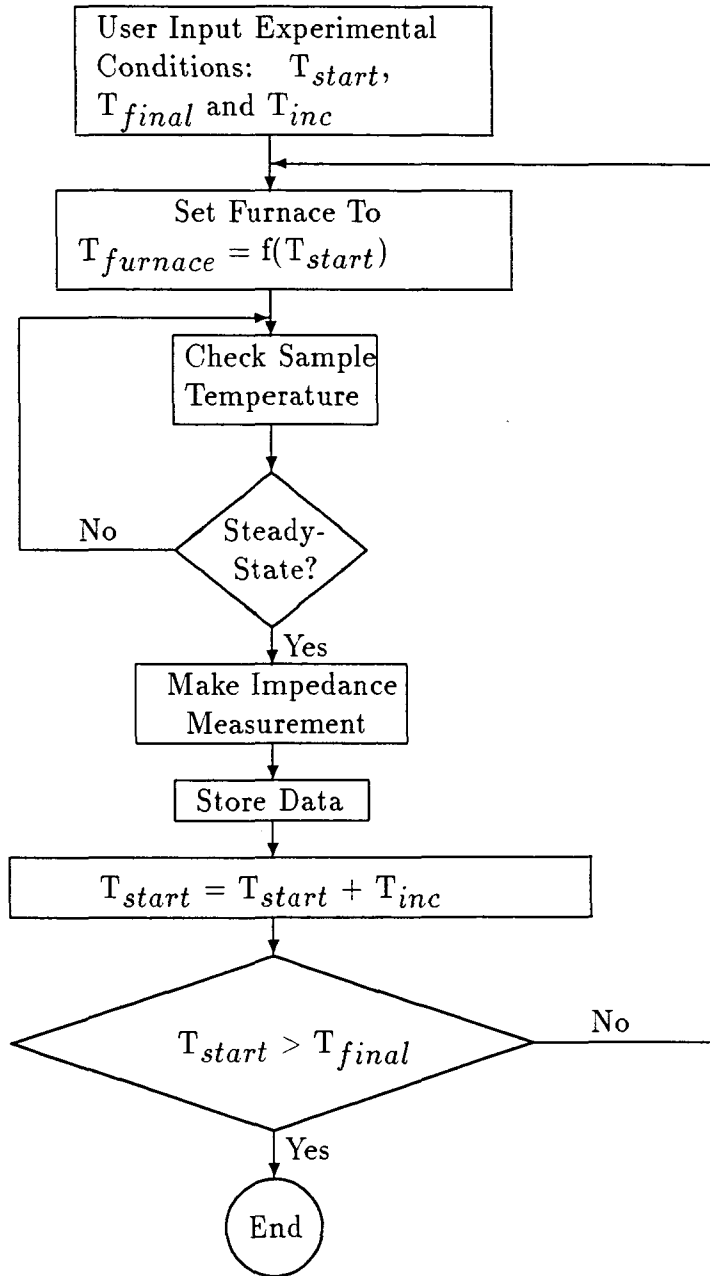 User Input Experimental
Conditions: T_start,
T_final and T_inc
Set Furnace To
T_furnace = f(T_start)
Check Sample
Temperature
No
Steady-
State?
Yes
Make Impedance
Measurement
Store Data
T_start = T_start + T_inc
T_start > T_final
No
Yes
End